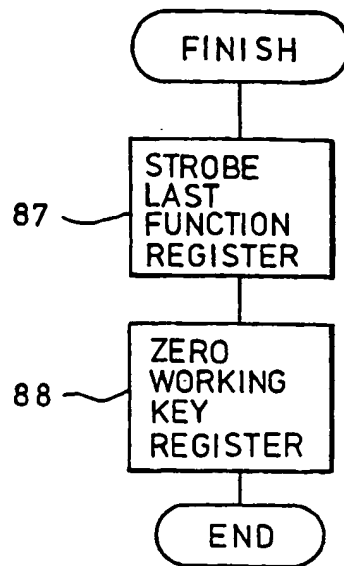 FINISH
87
STROBE
LAST
FUNCTION
REGISTER
88
ZERO
WORKING
KEY
REGISTER
END